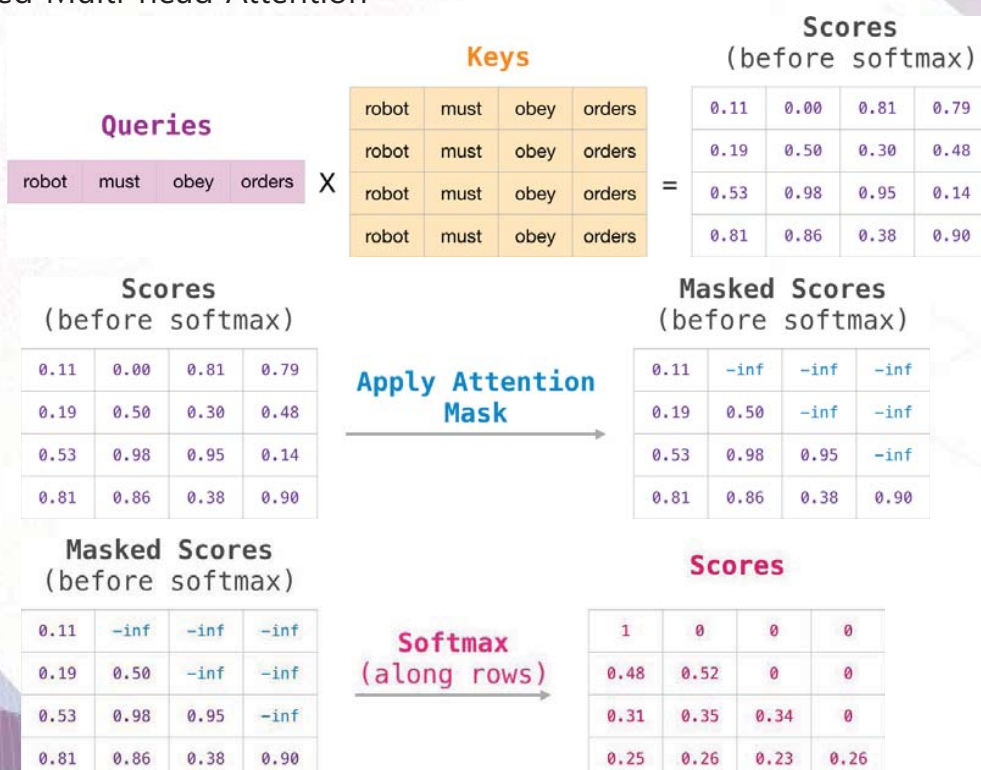 ed Multi-head Attention
Scores
(before softmax)
Keys
Queries
robot must obey orders
X
robot must obey orders
robot must obey orders
robot must obey orders
robot must obey orders
=
0.11 0.00 0.81 0.79
0.19 0.50 0.30 0.48
0.53 0.98 0.95 0.14
0.81 0.86 0.38 0.90
Scores
(before softmax)
0.11 0.00 0.81 0.79
0.19 0.50 0.30 0.48
0.53 0.98 0.95 0.14
0.81 0.86 0.38 0.90
Apply Attention
Mask
Masked Scores
(before softmax)
0.11 -inf -inf -inf
0.19 0.50 -inf -inf
0.53 0.98 0.95 -inf
0.81 0.86 0.38 0.90
Masked Scores
(before softmax)
0.11 -inf -inf -inf
0.19 0.50 -inf -inf
0.53 0.98 0.95 -inf
0.81 0.86 0.38 0.90
Softmax
(along rows)
Scores
1 0 0 0
0.48 0.52 0 0
0.31 0.35 0.34 0
0.25 0.26 0.23 0.26